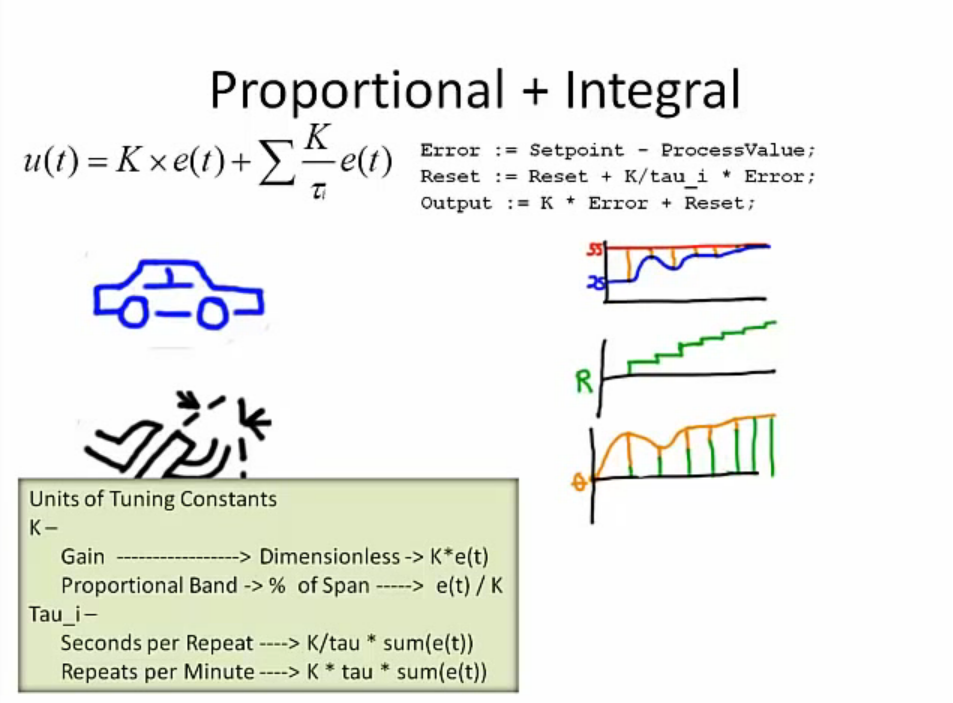 Proportional + Integral
u(t) = K × e(t) + ∑ K/τᵢ e(t)
Error := Setpoint - ProcessValue;
Reset := Reset + K/tau_i * Error;
Output := K * Error + Reset;
55
25
R
θ
Units of Tuning Constants
K –
Gain -----------------> Dimensionless -> K*e(t)
Proportional Band -> % of Span -----> e(t) / K
Tau_i –
Seconds per Repeat ----> K/tau * sum(e(t))
Repeats per Minute ----> K * tau * sum(e(t))